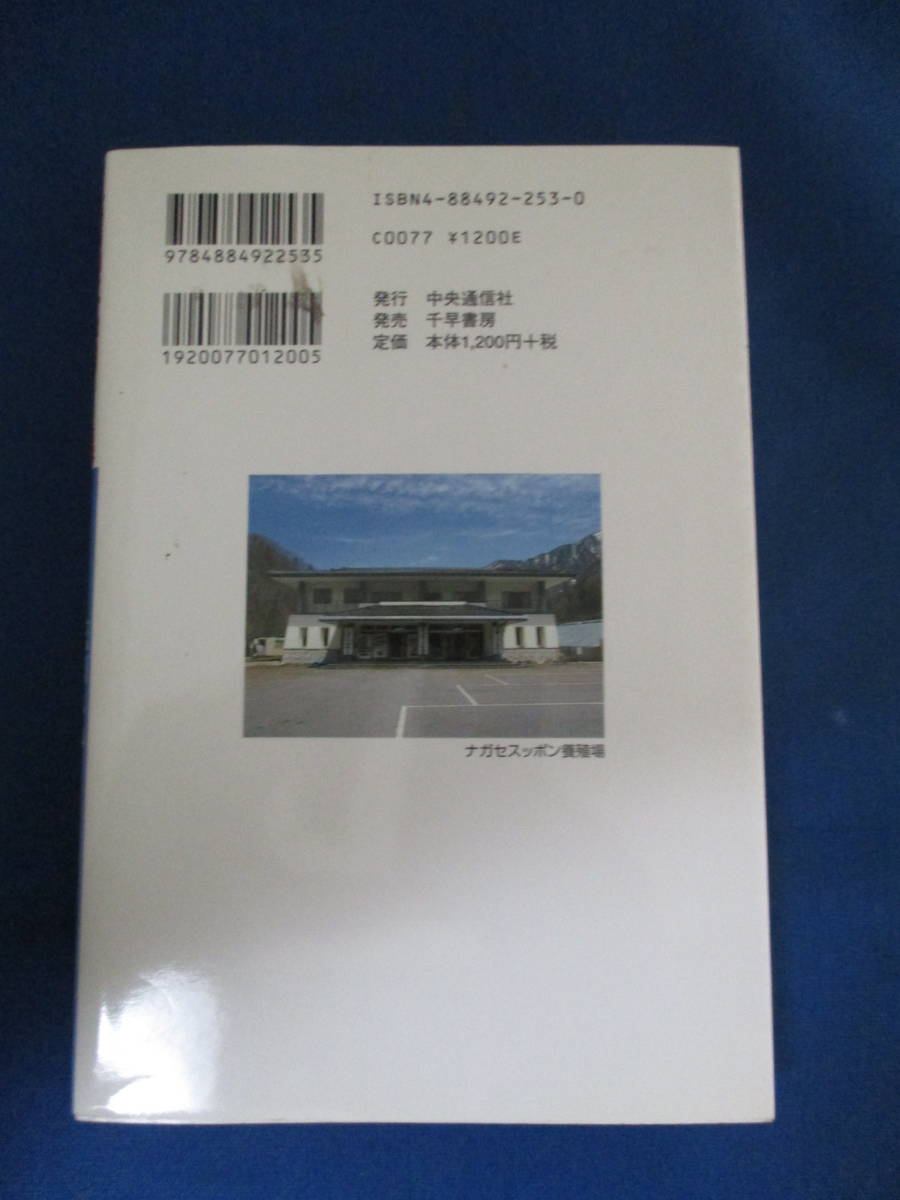 ISBN4-88492-253-0
C0077 ¥1200E
9784884922535
1920077012005
発行 中央通信社
発売 千早書房
定価 本体1,200円+税
ナガセスッポン養殖場